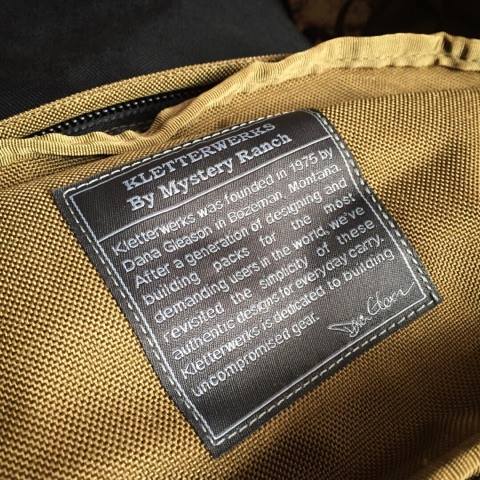 KLETTERWERKS
By Mystery Ranch
Kletterwerks was founded in 1975 by
Dana Gleason in Bozeman, Montana.
After a generation of designing and
building packs for the most
demanding users in the world, we've
revisited the simplicity of these
authentic designs for everyday carry.
Kletterwerks is dedicated to building
uncompromised gear.